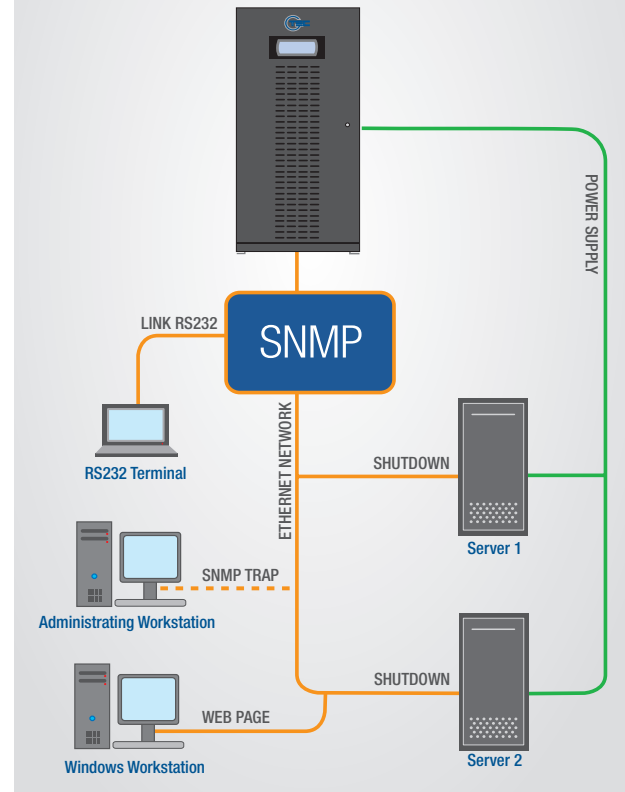 POWER SUPPLY
LINK RS232
SNMP
RS232 Terminal
ETHERNET NETWORK
SHUTDOWN
Server 1
SNMP TRAP
Administrating Workstation
SHUTDOWN
WEB PAGE
Server 2
Windows Workstation